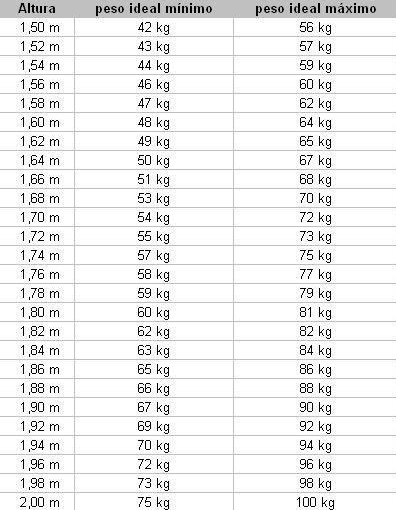 Altura peso ideal mínimo peso ideal máximo
1,50 m 42 kg 56 kg
1,52 m 43 kg 57 kg
1,54 m 44 kg 59 kg
1,56 m 46 kg 60 kg
1,58 m 47 kg 62 kg
1,60 m 48 kg 64 kg
1,62 m 49 kg 65 kg
1,64 m 50 kg 67 kg
1,66 m 51 kg 68 kg
1,68 m 53 kg 70 kg
1,70 m 54 kg 72 kg
1,72 m 55 kg 73 kg
1,74 m 57 kg 75 kg
1,76 m 58 kg 77 kg
1,78 m 59 kg 79 kg
1,80 m 60 kg 81 kg
1,82 m 62 kg 82 kg
1,84 m 63 kg 84 kg
1,86 m 65 kg 86 kg
1,88 m 66 kg 88 kg
1,90 m 67 kg 90 kg
1,92 m 69 kg 92 kg
1,94 m 70 kg 94 kg
1,96 m 72 kg 96 kg
1,98 m 73 kg 98 kg
2,00 m 75 kg 100 kg